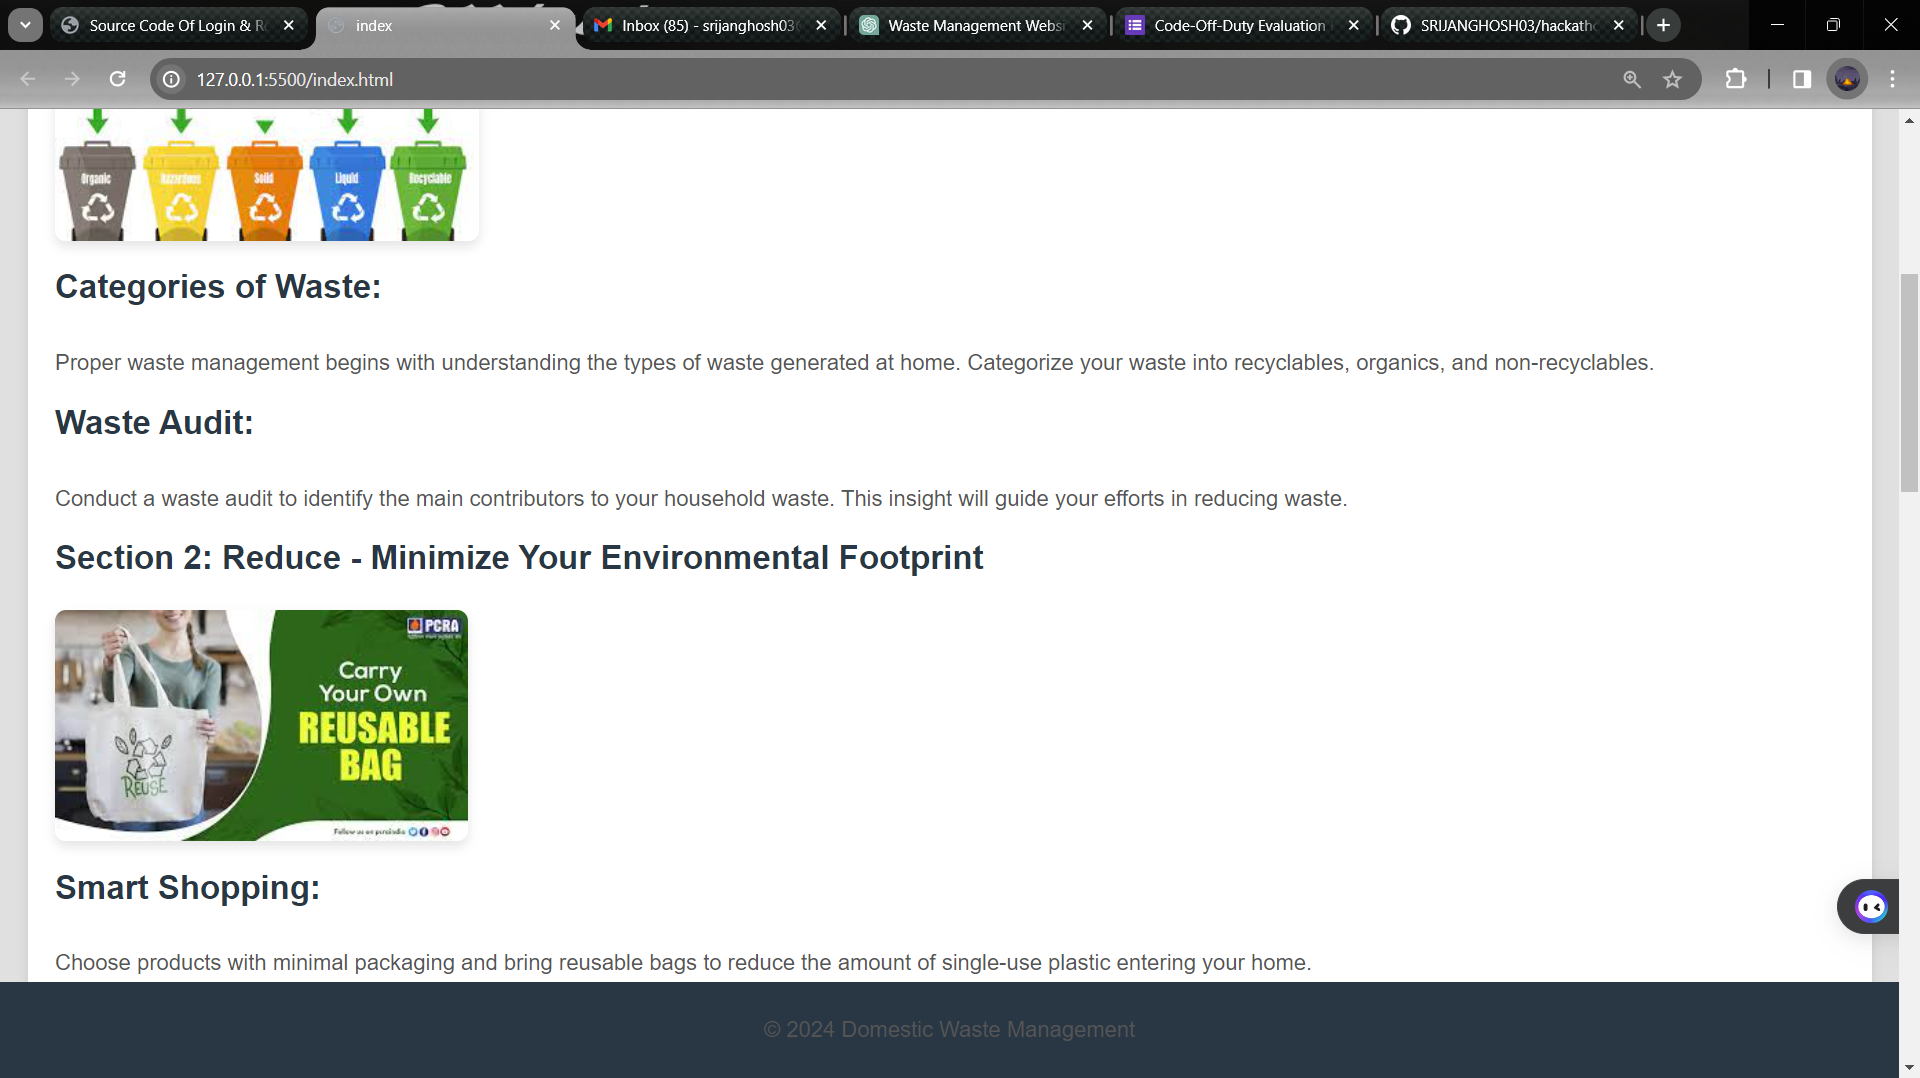 Source Code Of Login & R
index
Inbox (85) - srijanghosh03
Waste Management Websi
Code-Off-Duty Evaluation
SRIJANGHOSH03/hackatho
127.0.0.1:5500/index.html
Organic Hazardous Solid Liquid Recyclable
Categories of Waste:
Proper waste management begins with understanding the types of waste generated at home. Categorize your waste into recyclables, organics, and non-recyclables.
Waste Audit:
Conduct a waste audit to identify the main contributors to your household waste. This insight will guide your efforts in reducing waste.
Section 2: Reduce - Minimize Your Environmental Footprint
PCRA
Carry
Your Own
REUSABLE
BAG
REUSE
Follow us on pcraindia
Smart Shopping:
Choose products with minimal packaging and bring reusable bags to reduce the amount of single-use plastic entering your home.
© 2024 Domestic Waste Management